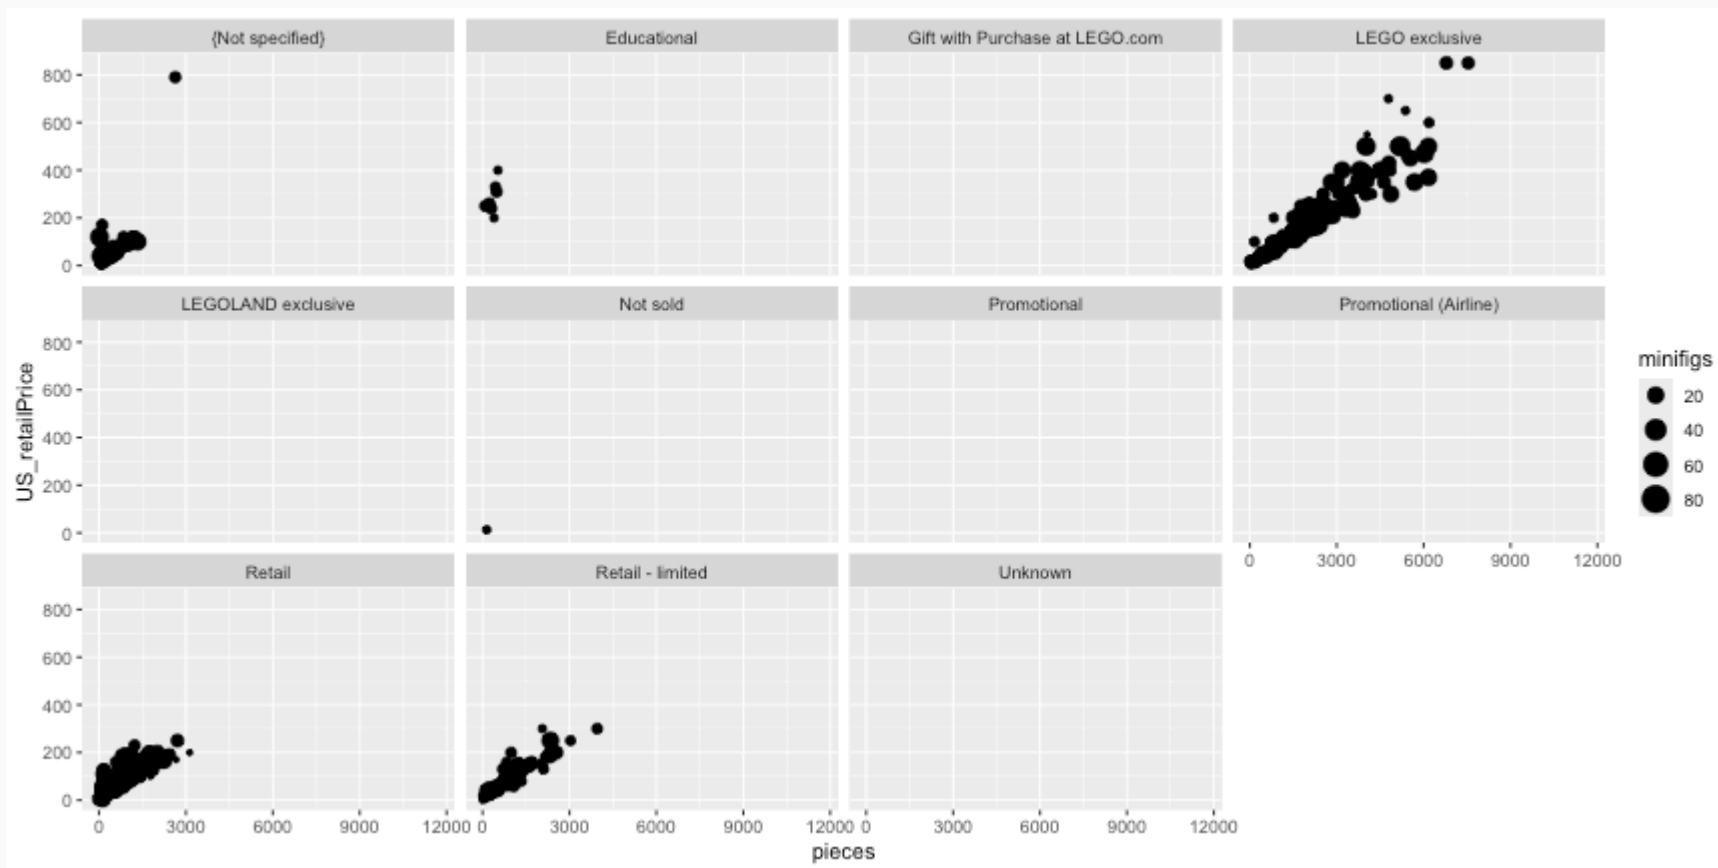 {Not specified}
Educational
Gift with Purchase at LEGO.com
LEGO exclusive
800
600
400
200
0
LEGOLAND exclusive
Not sold
Promotional
Promotional (Airline)
800
600
400
200
0
0 3000 6000 9000 12000
US_retailPrice
minifigs
20
40
60
80
Retail
Retail - limited
Unknown
800
600
400
200
0
0 3000 6000 9000 12000
0 3000 6000 9000 12000
0 3000 6000 9000 12000
pieces